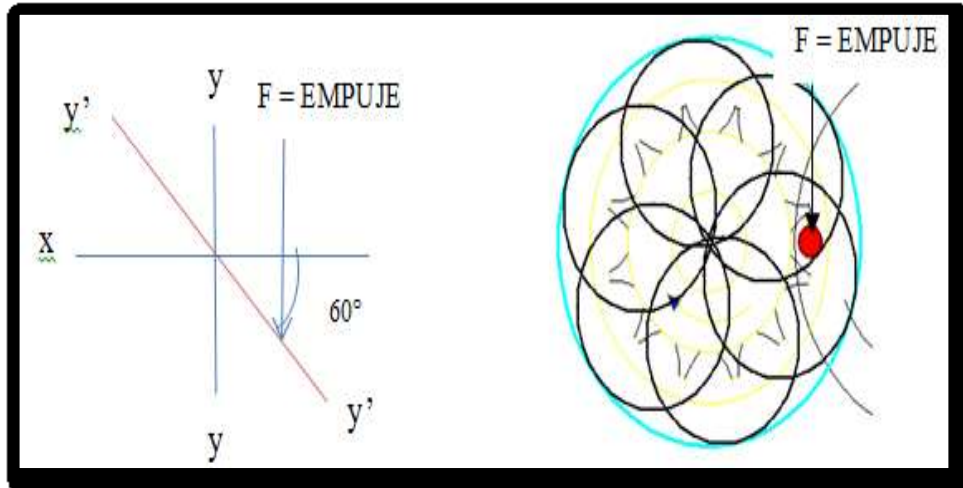 y
y’
F = EMPUJE
x
60°
y’
y
F = EMPUJE